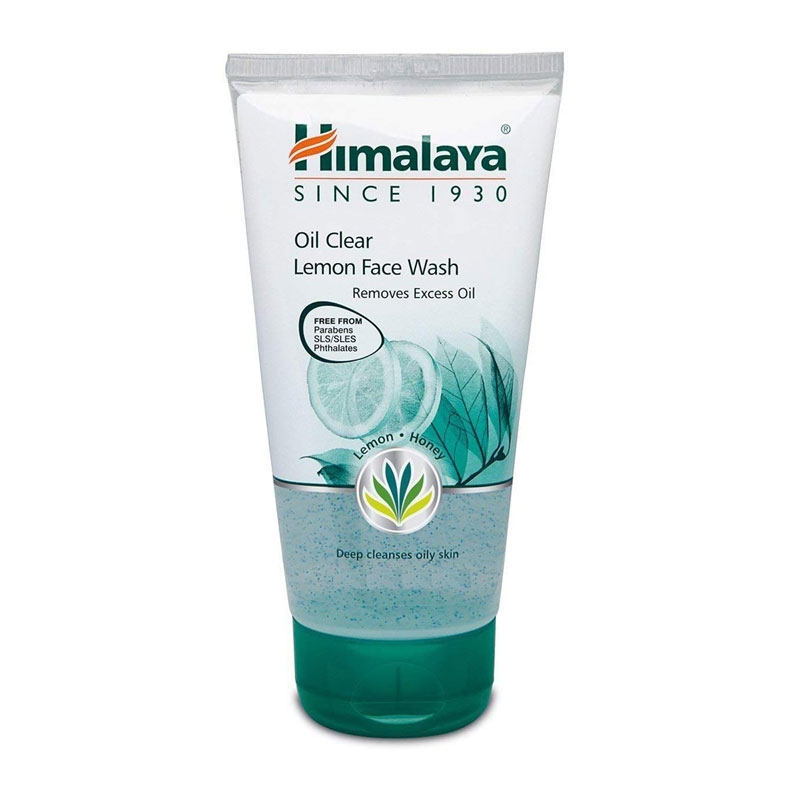 Himalaya®
SINCE 1930
Oil Clear
Lemon Face Wash
Removes Excess Oil
FREE FROM
Parabens
SLS/SLES
Phthalates
Lemon • Honey
Deep cleanses oily skin